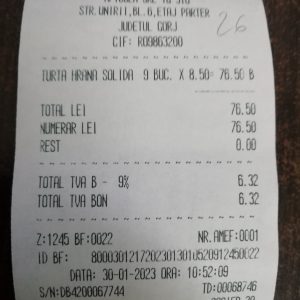 STR.UNIRII,BL.6,ETAJ PARTER
JUDETUL GORJ
CIF: RO9863200
26
TURTA HRANA SOLIDA 9 BUC. X 8.50= 76.50 B
TOTAL LEI 76.50
NUMERAR LEI 76.50
REST 0.00
TOTAL TVA B - 9% 6.32
TOTAL TVA BON 6.32
Z:1245 BF:0022 NR.AMEF:0001
ID BF:
DATA: 30-01-2023 ORA: 10:52:09
S/N:DB4200067744 TD:00068746